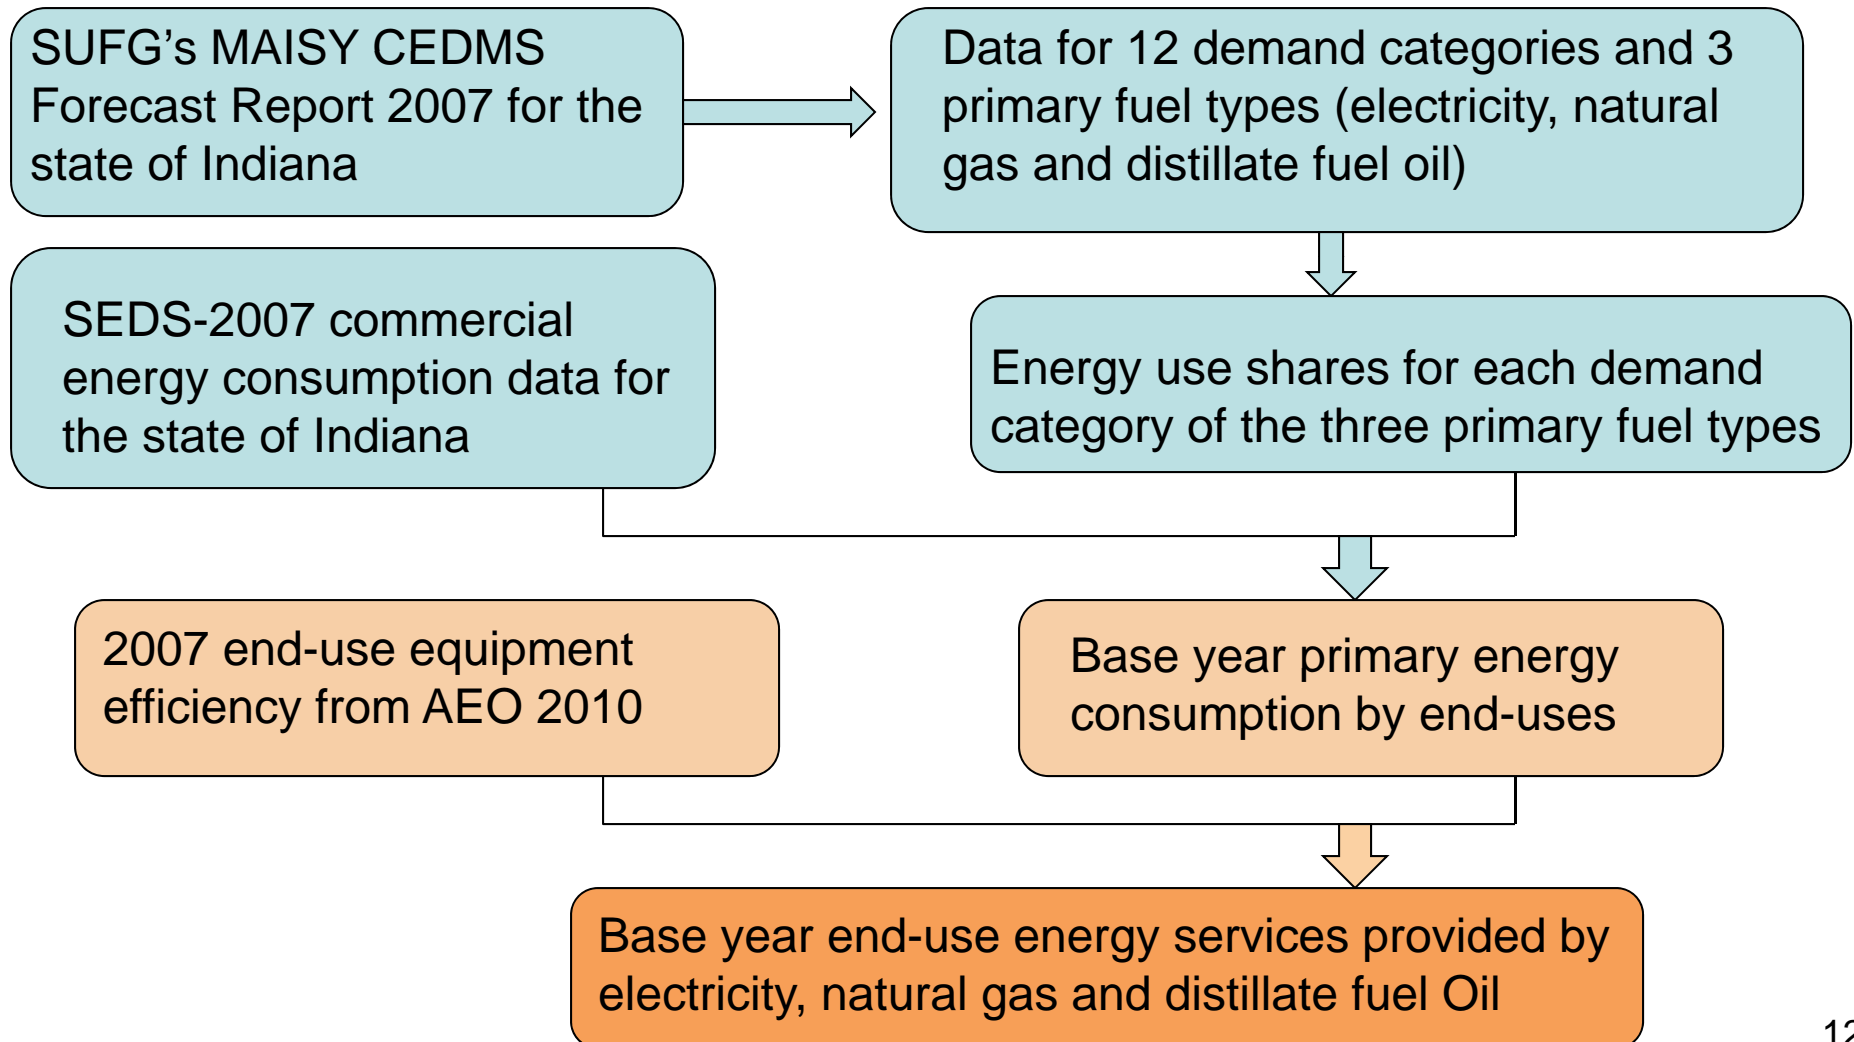 SUFG's MAISY CEDMS
Forecast Report 2007 for the
state of Indiana
Data for 12 demand categories and 3
primary fuel types (electricity, natural
gas and distillate fuel oil)
SEDS-2007 commercial
energy consumption data for
the state of Indiana
Energy use shares for each demand
category of the three primary fuel types
2007 end-use equipment
efficiency from AEO 2010
Base year primary energy
consumption by end-uses
Base year end-use energy services provided by
electricity, natural gas and distillate fuel Oil
12